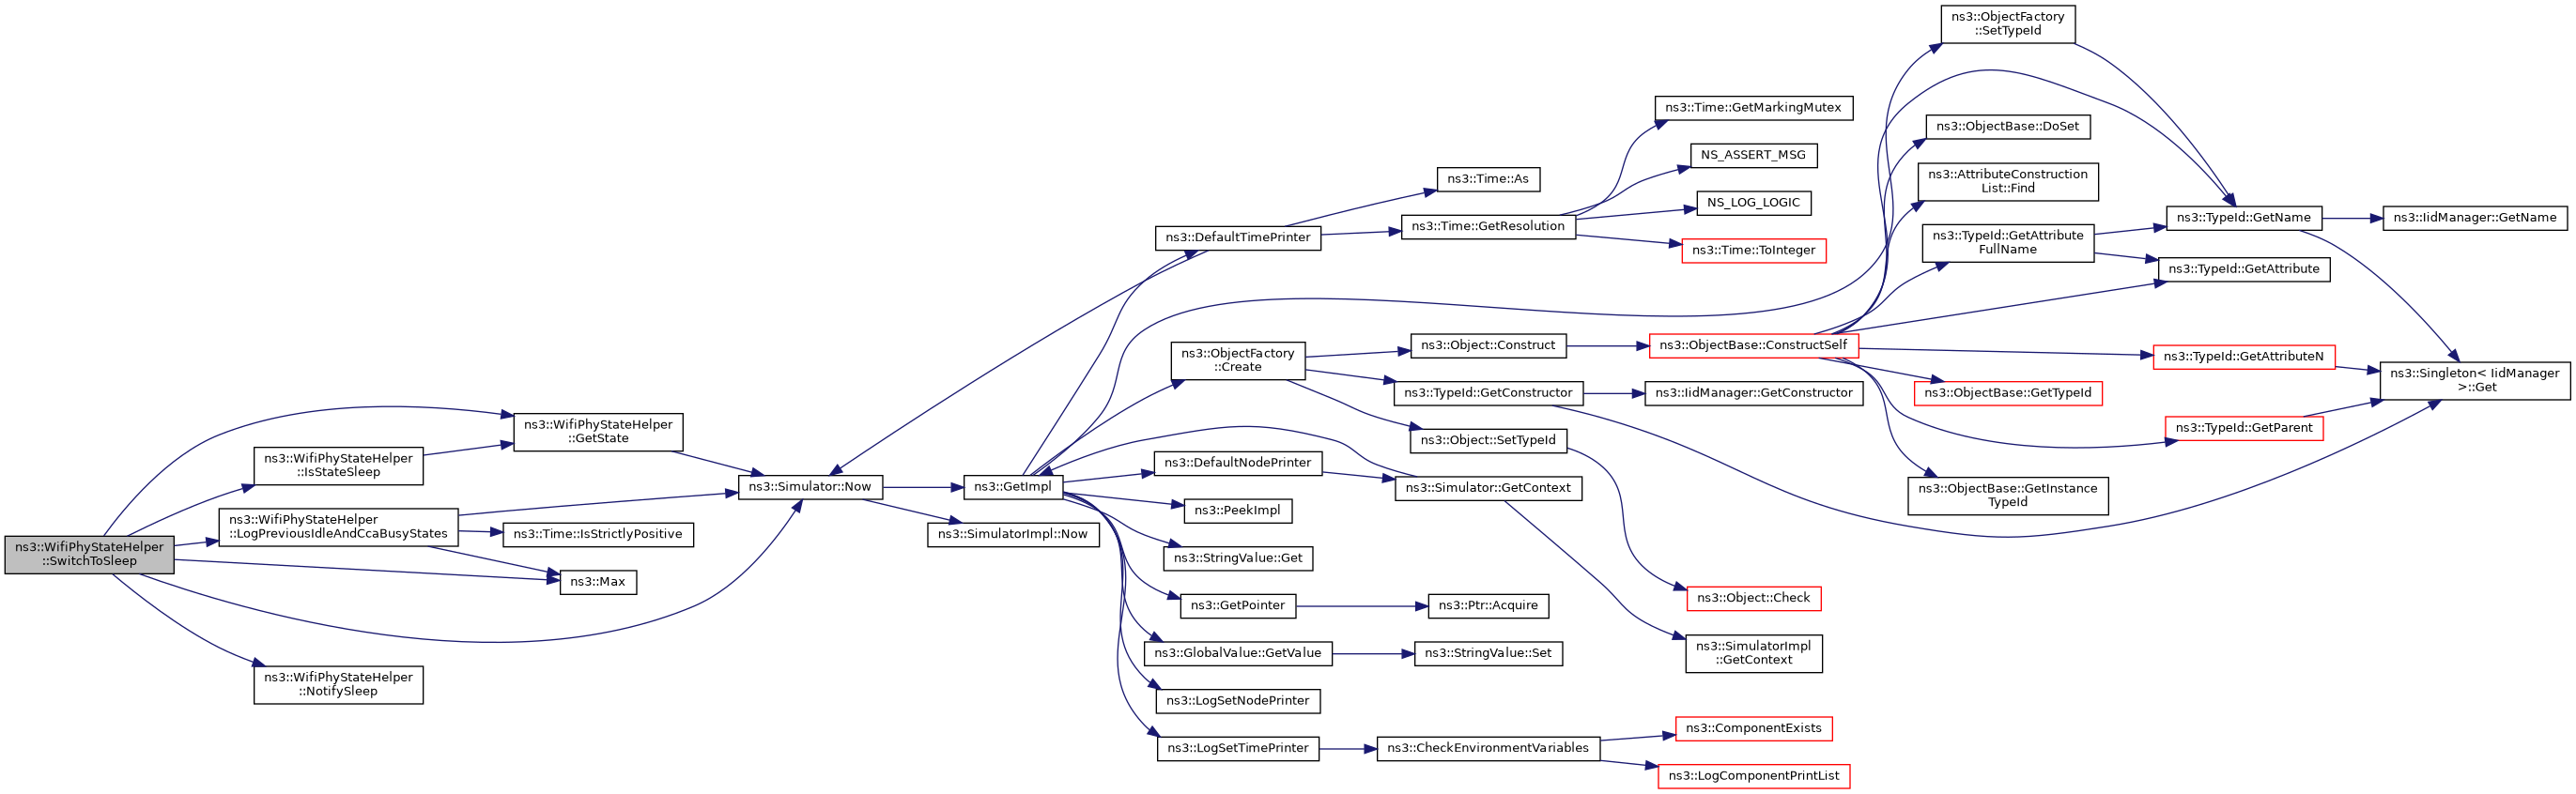 ns3::WifiPhyStateHelper
::SwitchToSleep
ns3::WifiPhyStateHelper
::GetState
ns3::WifiPhyStateHelper
::IsStateSleep
ns3::WifiPhyStateHelper
::LogPreviousIdleAndCcaBusyStates
ns3::Time::IsStrictlyPositive
ns3::Max
ns3::WifiPhyStateHelper
::NotifySleep
ns3::Simulator::Now
ns3::GetImpl
ns3::SimulatorImpl::Now
ns3::DefaultTimePrinter
ns3::ObjectFactory
::Create
ns3::DefaultNodePrinter
ns3::PeekImpl
ns3::StringValue::Get
ns3::GetPointer
ns3::GlobalValue::GetValue
ns3::LogSetNodePrinter
ns3::LogSetTimePrinter
ns3::Time::As
ns3::Time::GetResolution
ns3::Object::Construct
ns3::TypeId::GetConstructor
ns3::Object::SetTypeId
ns3::Simulator::GetContext
ns3::Ptr::Acquire
ns3::StringValue::Set
ns3::CheckEnvironmentVariables
ns3::Time::GetMarkingMutex
NS_ASSERT_MSG
NS_LOG_LOGIC
ns3::Time::ToInteger
ns3::ObjectBase::ConstructSelf
ns3::IidManager::GetConstructor
ns3::Object::Check
ns3::SimulatorImpl
::GetContext
ns3::ComponentExists
ns3::LogComponentPrintList
ns3::ObjectFactory
::SetTypeId
ns3::ObjectBase::DoSet
ns3::AttributeConstruction
List::Find
ns3::TypeId::GetAttribute
FullName
ns3::ObjectBase::GetTypeId
ns3::ObjectBase::GetInstance
TypeId
ns3::TypeId::GetName
ns3::TypeId::GetAttribute
ns3::TypeId::GetAttributeN
ns3::TypeId::GetParent
ns3::IidManager::GetName
ns3::Singleton< IidManager
>::Get